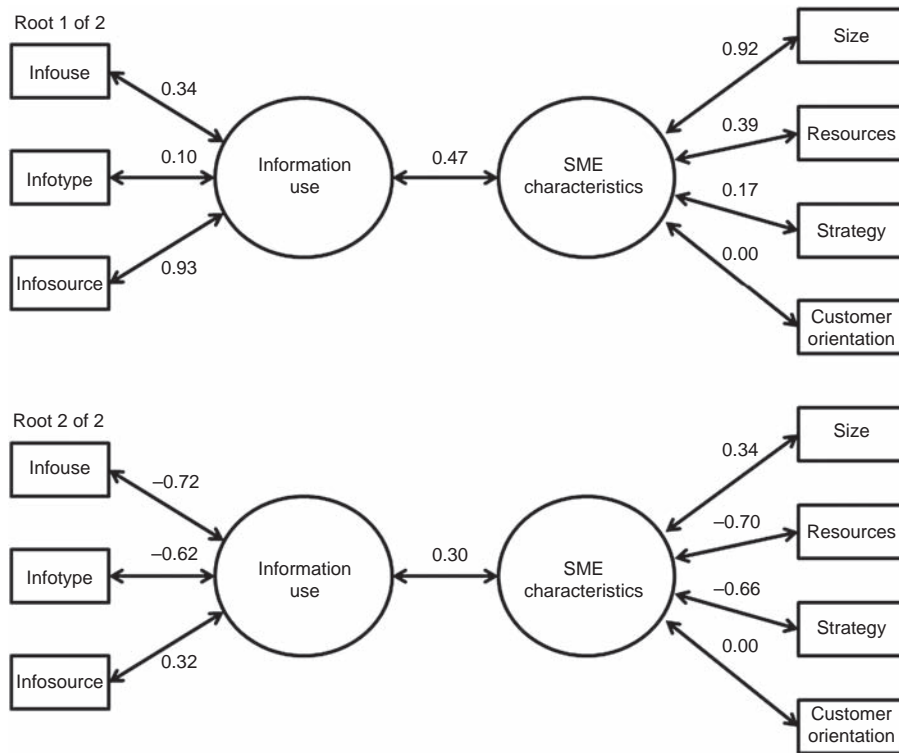 Root 1 of 2
Infouse
0.34
Infotype
0.10
Infosource
0.93
Information
use
0.47
SME
characteristics
0.92
Size
0.39
Resources
0.17
Strategy
0.00
Customer
orientation
Root 2 of 2
Infouse
–0.72
Infotype
–0.62
Infosource
0.32
Information
use
0.30
SME
characteristics
0.34
Size
–0.70
Resources
–0.66
Strategy
0.00
Customer
orientation